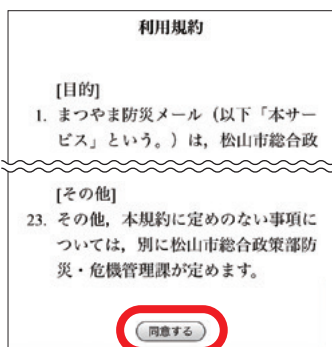 利用規約
[目的]
1. まつやま防災メール（以下「本サー
ビス」という。）は，松山市総合政
[その他]
23. その他，本規約に定めのない事項に
ついては，別に松山市総合政策部防
災・危機管理課が定めます。
同意する